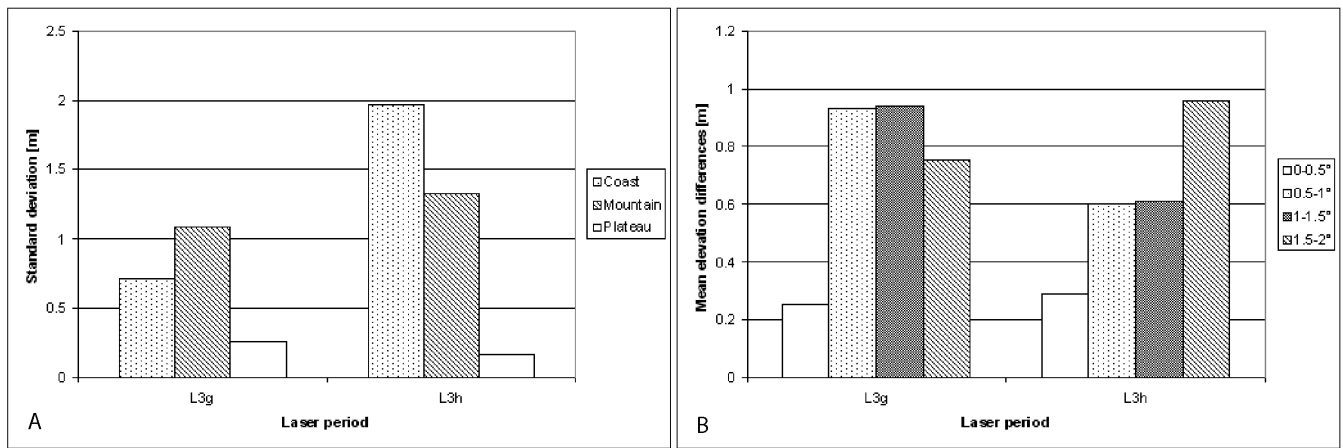 2.5
2
1.5
1
0.5
0
Standard deviation [m]
L3g
L3h
Laser period
Coast
Mountain
Plateau
A
1.2
1
0.8
0.6
0.4
0.2
0
Mean elevation differences [m]
L3g
L3h
Laser period
0-0.5°
0.5-1°
1-1.5°
1.5-2°
B